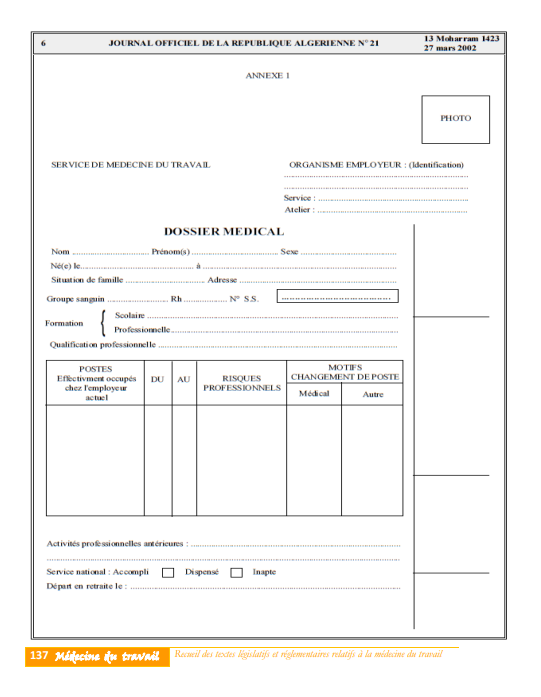 6 JOURNAL OFFICIEL DE LA REPUBLIQUE ALGERIENNE N° 21 13 Moharram 1423
27 mars 2002
ANNEXE 1
PHOTO
SERVICE DE MEDECINE DU TRAVAIL ORGANISME EMPLOYEUR : (Identification)
Service :
Atelier :
DOSSIER MEDICAL
Nom Prénom(s) Sexe
Né(e) le à
Situation de famille Adresse
Groupe sanguin Rh N° S.S.
Formation
Scolaire
Professionnelle
Qualification professionnelle
POSTES
Effectivment occupés
chez l'employeur
actuel
DU AU
RISQUES
PROFESSIONNELS
MOTIFS
CHANGEMENT DE POSTE
Médical Autre
Activités professionnelles antérieures :
Service national : Accompli Dispensé Inapte
Départ en retraite le :
137 Médecine du travail Recueil des textes législatifs et réglementaires relatifs à la médecine du travail